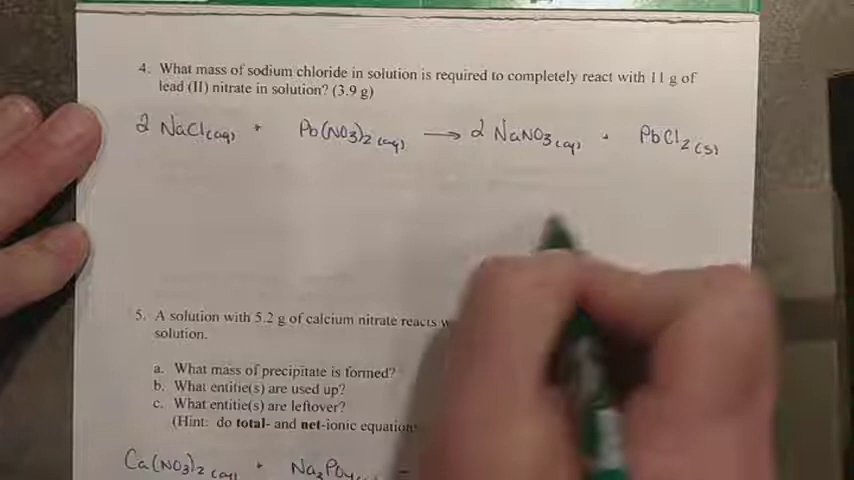 4. What mass of sodium chloride in solution is required to completely react with 11 g of
lead (II) nitrate in solution? (3.9 g)
2 NaCl(aq) + Pb(NO3)2 (aq) → 2 NaNO3 (aq) + PbCl2 (s)
5. A solution with 5.2 g of calcium nitrate reacts
solution.
a. What mass of precipitate is formed?
b. What entitie(s) are used up?
c. What entitie(s) are leftover?
(Hint: do total- and net-ionic equation
Ca(NO3)2 (aq) + Na3PO4